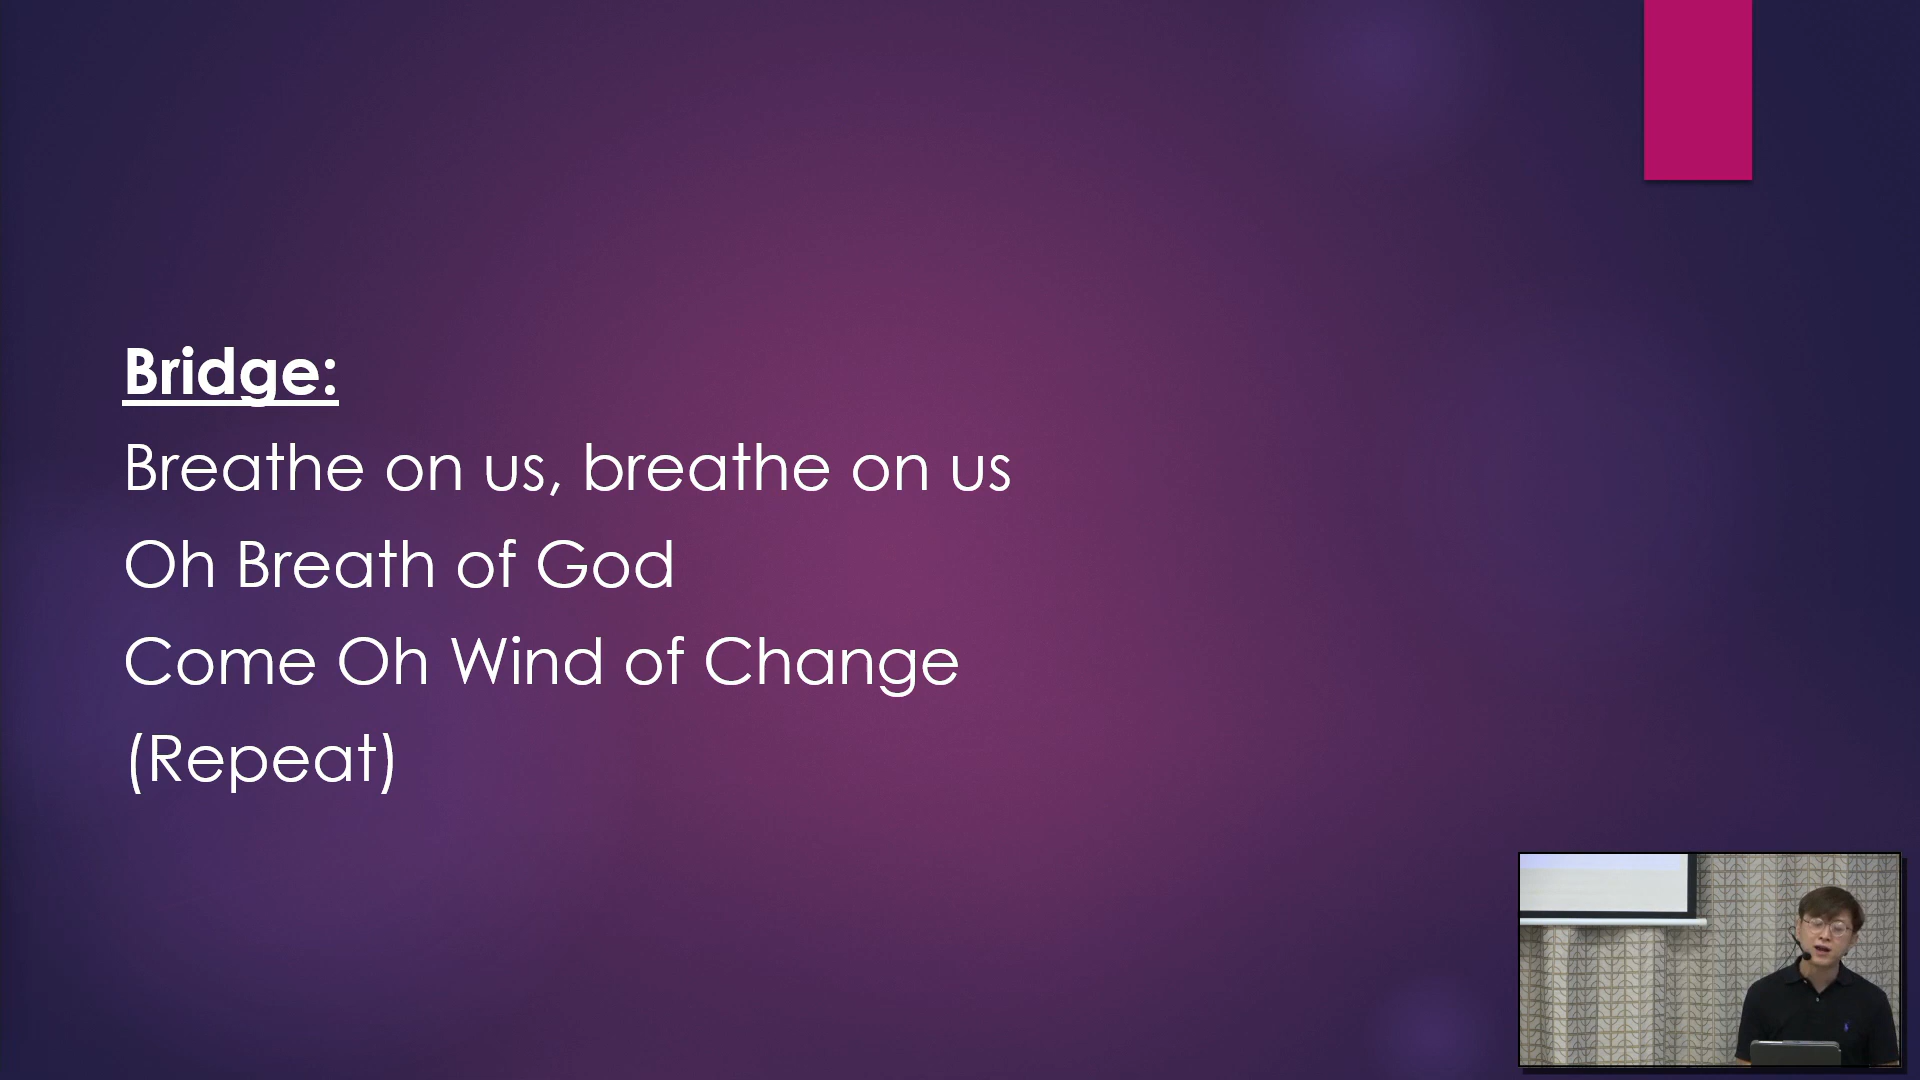 Bridge:
Breathe on us, breathe on us
Oh Breath of God
Come Oh Wind of Change
(Repeat)